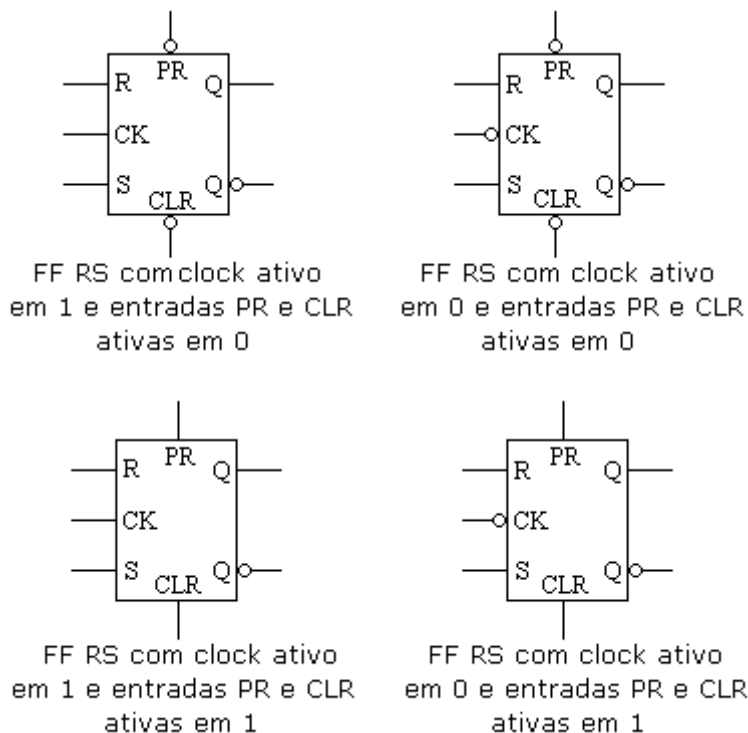 PR
R Q
CK
S Q
CLR
FF RS com clock ativo
em 1 e entradas PR e CLR
ativas em 0
PR
R Q
CK
S Q
CLR
FF RS com clock ativo
em 0 e entradas PR e CLR
ativas em 0
PR
R Q
CK
S Q
CLR
FF RS com clock ativo
em 1 e entradas PR e CLR
ativas em 1
PR
R Q
CK
S Q
CLR
FF RS com clock ativo
em 0 e entradas PR e CLR
ativas em 1